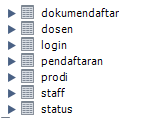 dokumendaftar
dosen
login
pendaftaran
prodi
staff
status